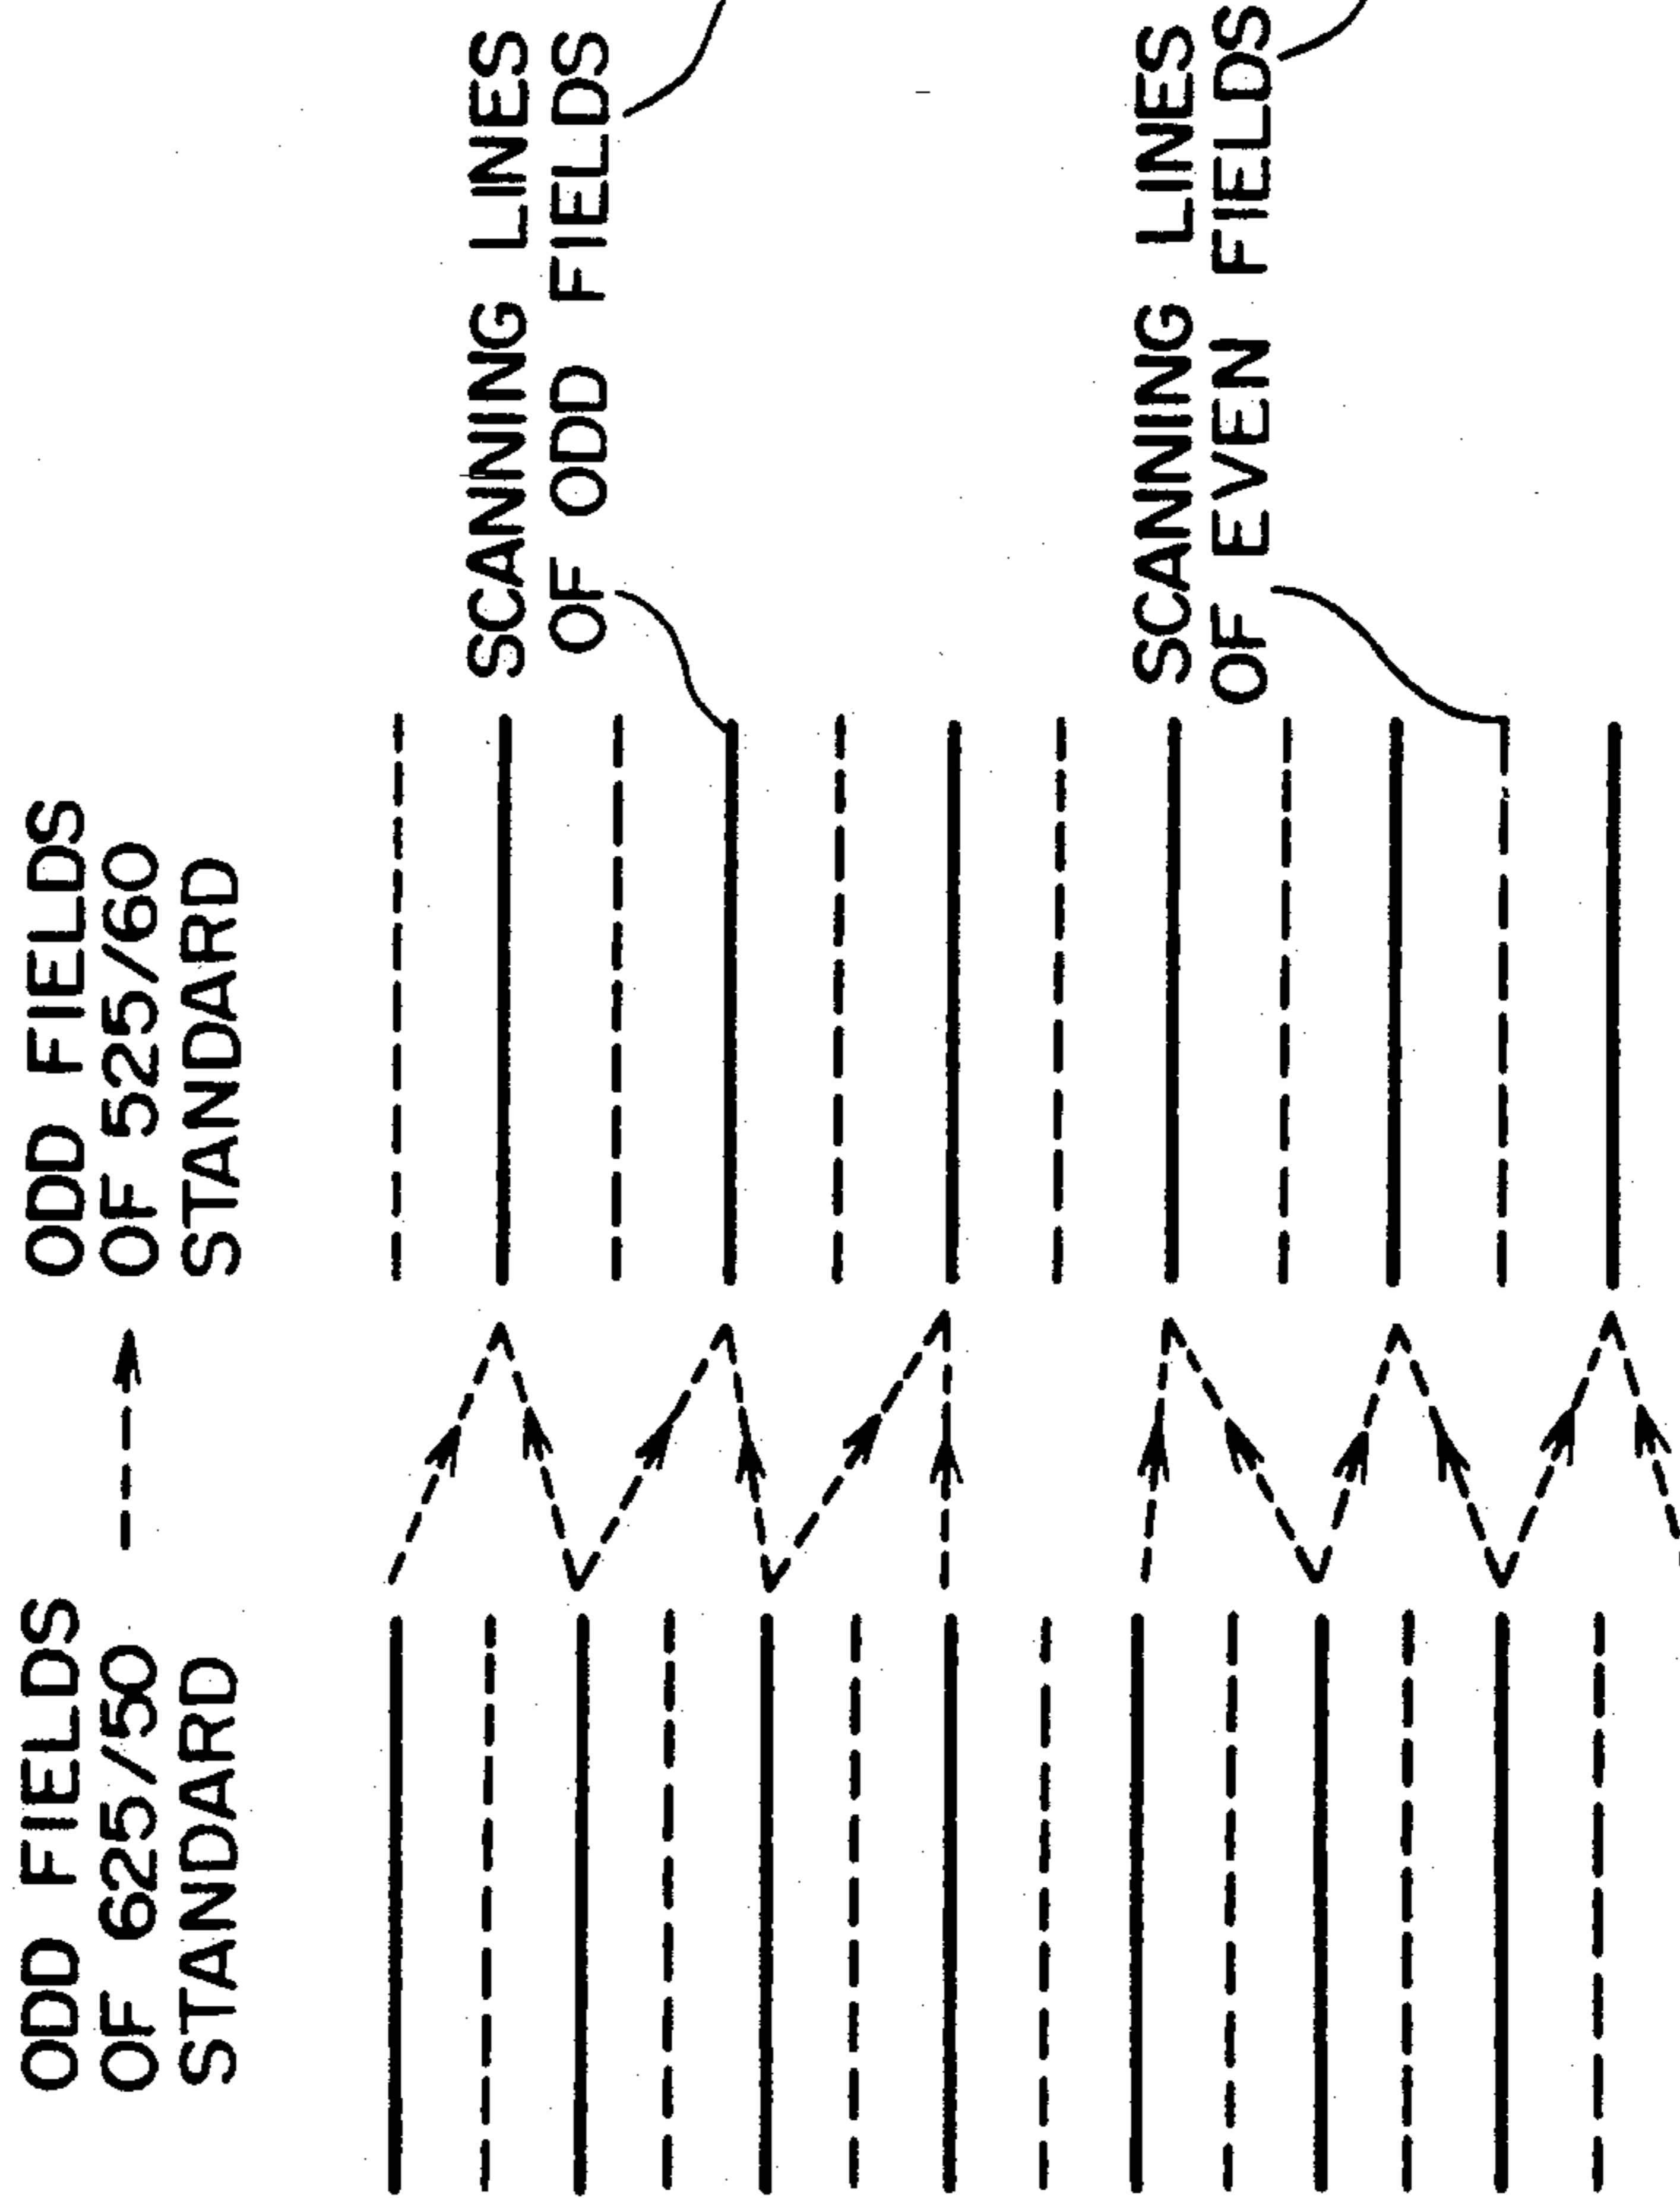 ODD FIELDS
OF 625/50
STANDARD
ODD FIELDS
OF 525/60
STANDARD
SCANNING LINES
OF ODD FIELDS
SCANNING LINES
OF EVEN FIELDS